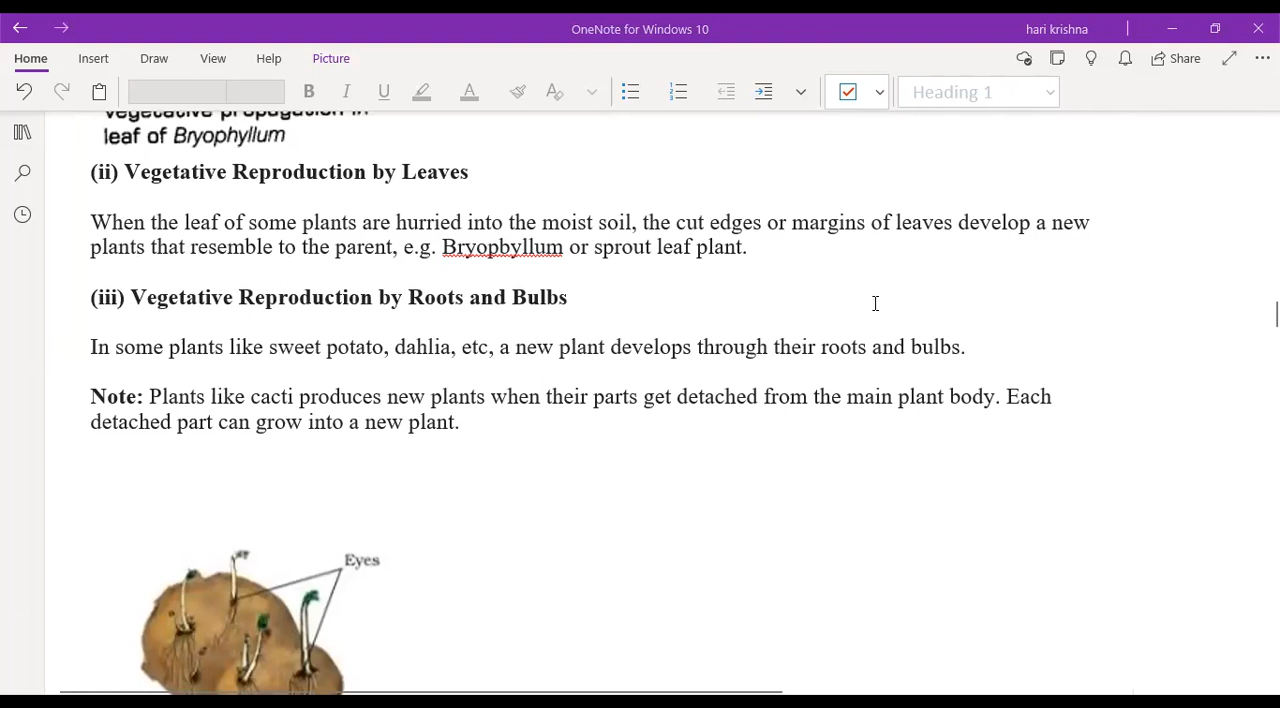 OneNote for Windows 10
hari krishna
Home Insert Draw View Help Picture
Share
B I U A A Heading 1
vegetative propagation in
leaf of Bryophyllum
(ii) Vegetative Reproduction by Leaves
When the leaf of some plants are hurried into the moist soil, the cut edges or margins of leaves develop a new
plants that resemble to the parent, e.g. Bryopbyllum or sprout leaf plant.
(iii) Vegetative Reproduction by Roots and Bulbs
In some plants like sweet potato, dahlia, etc, a new plant develops through their roots and bulbs.
Note: Plants like cacti produces new plants when their parts get detached from the main plant body. Each
detached part can grow into a new plant.
Eyes